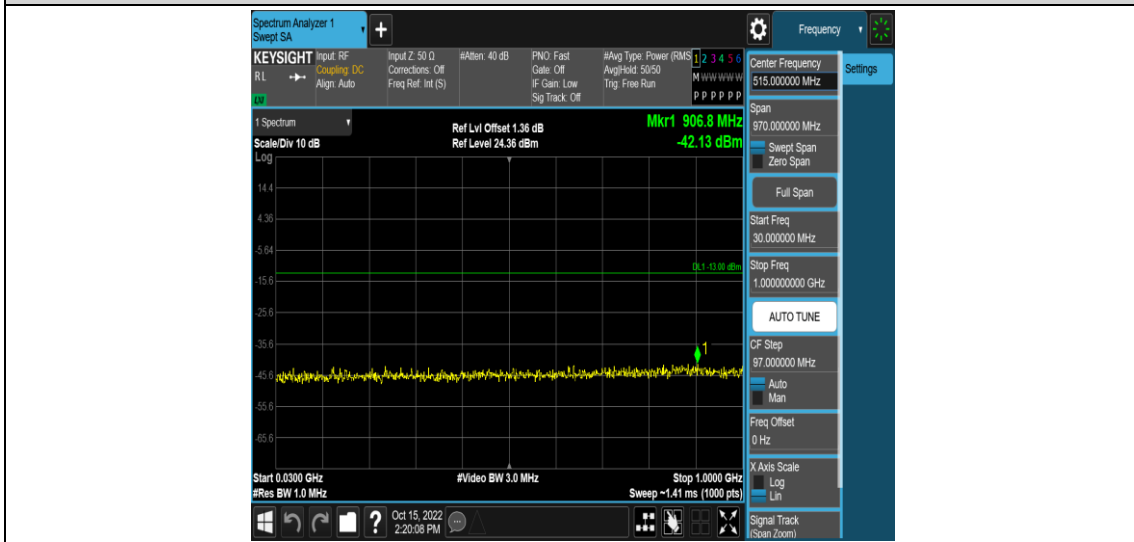 Spectrum Analyzer 1
Swept SA
+
Frequency
KEYSIGHT
RL
Input: RF
Coupling: DC
Align: Auto
Input Z: 50 Ω
Corrections: Off
Freq Ref: Int (S)
#Atten: 40 dB
PNO: Fast
Gate: Off
IF Gain: Low
Sig Track: Off
#Avg Type: Power (RMS
Avg|Hold: 50/50
Trig: Free Run
1 2 3 4 5 6
M W W W W W
P P P P P P
1 Spectrum
Scale/Div 10 dB
Log
Ref Lvl Offset 1.36 dB
Ref Level 24.36 dBm
Mkr1 906.8 MHz
-42.13 dBm
14.4
4.36
-5.64
DL1 -13.00 dBm
-15.6
-25.6
-35.6
1
-45.6
-55.6
-65.6
Start 0.0300 GHz
#Res BW 1.0 MHz
#Video BW 3.0 MHz
Stop 1.0000 GHz
Sweep ~1.41 ms (1000 pts)
?
Oct 15, 2022
2:20:08 PM
Center Frequency
515.000000 MHz
Settings
Span
970.000000 MHz
Swept Span
Zero Span
Full Span
Start Freq
30.000000 MHz
Stop Freq
1.000000000 GHz
AUTO TUNE
CF Step
97.000000 MHz
Auto
Man
Freq Offset
0 Hz
X Axis Scale
Log
Lin
Signal Track
(Span Zoom)